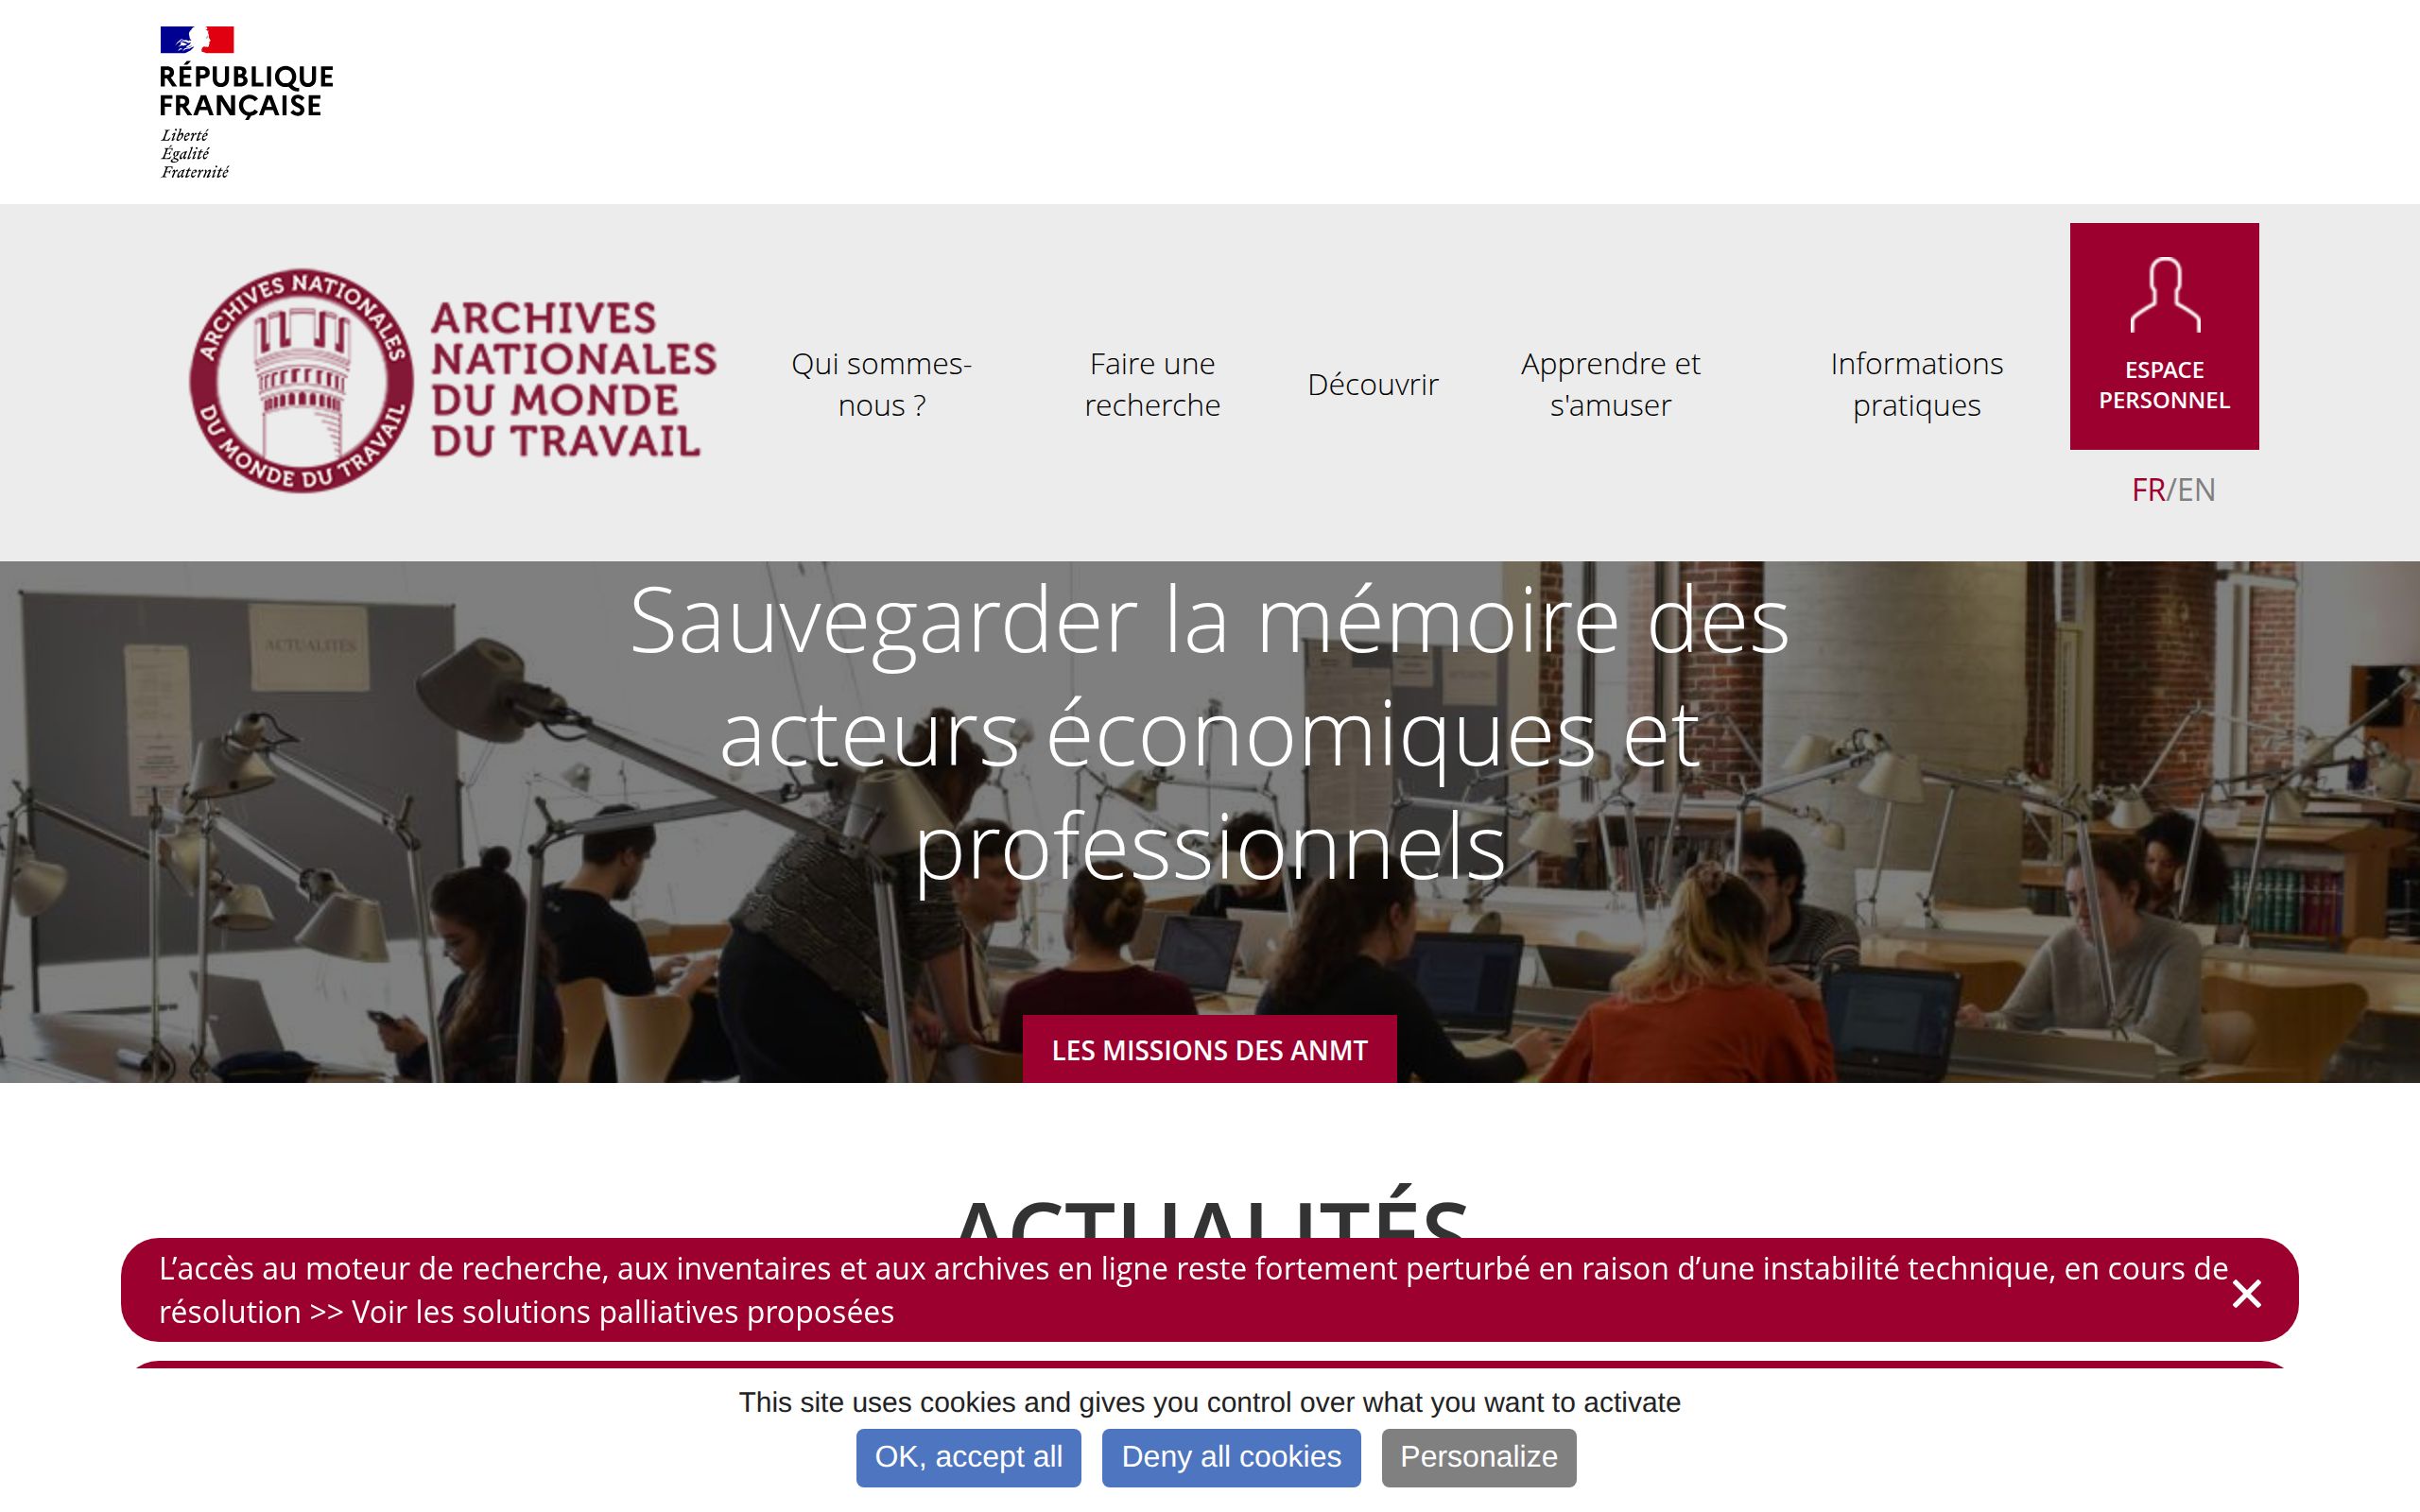 RÉPUBLIQUE
FRANÇAISE
Liberté
Égalité
Fraternité
ARCHIVES NATIONALES
DU MONDE DU TRAVAIL
ARCHIVES
NATIONALES
DU MONDE
DU TRAVAIL
Qui sommes-
nous ?
Faire une
recherche
Découvrir
Apprendre et
s'amuser
Informations
pratiques
ESPACE
PERSONNEL
FR/EN
ACTUALITÉS
Sauvegarder la mémoire des
acteurs économiques et
professionnels
LES MISSIONS DES ANMT
ACTUALITÉS
L’accès au moteur de recherche, aux inventaires et aux archives en ligne reste fortement perturbé en raison d’une instabilité technique, en cours de
résolution >> Voir les solutions palliatives proposées
This site uses cookies and gives you control over what you want to activate
OK, accept all
Deny all cookies
Personalize